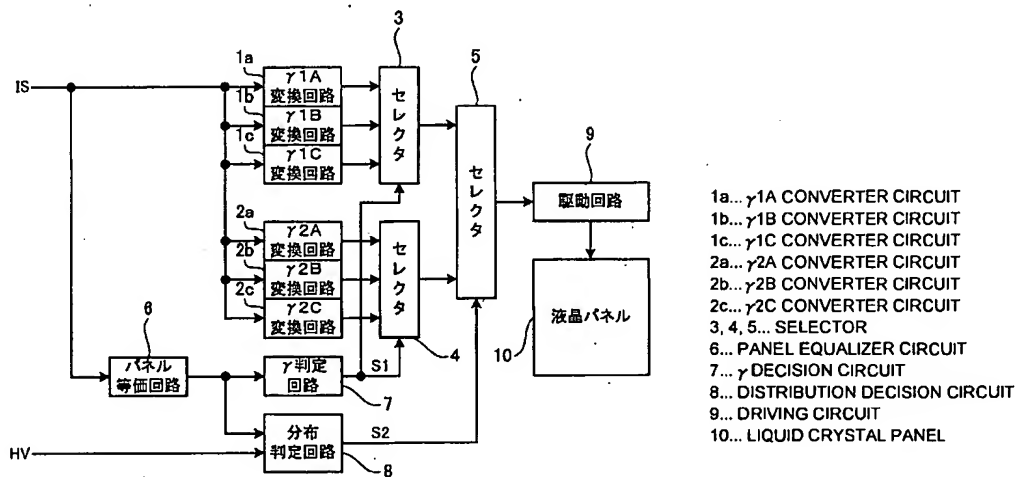 3
5
9
1a
IS
γ1A
変換回路
1b
γ1B
変換回路
1c
γ1C
変換回路
セレクタ
セレクタ
駆動回路
2a
γ2A
変換回路
2b
γ2B
変換回路
2c
γ2C
変換回路
セレクタ
4
10
液晶パネル
6
パネル
等価回路
γ判定
回路
S1
7
分布
判定回路
S2
HV
8
1a... γ1A CONVERTER CIRCUIT
1b... γ1B CONVERTER CIRCUIT
1c... γ1C CONVERTER CIRCUIT
2a... γ2A CONVERTER CIRCUIT
2b... γ2B CONVERTER CIRCUIT
2c... γ2C CONVERTER CIRCUIT
3, 4, 5... SELECTOR
6... PANEL EQUALIZER CIRCUIT
7... γ DECISION CIRCUIT
8... DISTRIBUTION DECISION CIRCUIT
9... DRIVING CIRCUIT
10... LIQUID CRYSTAL PANEL